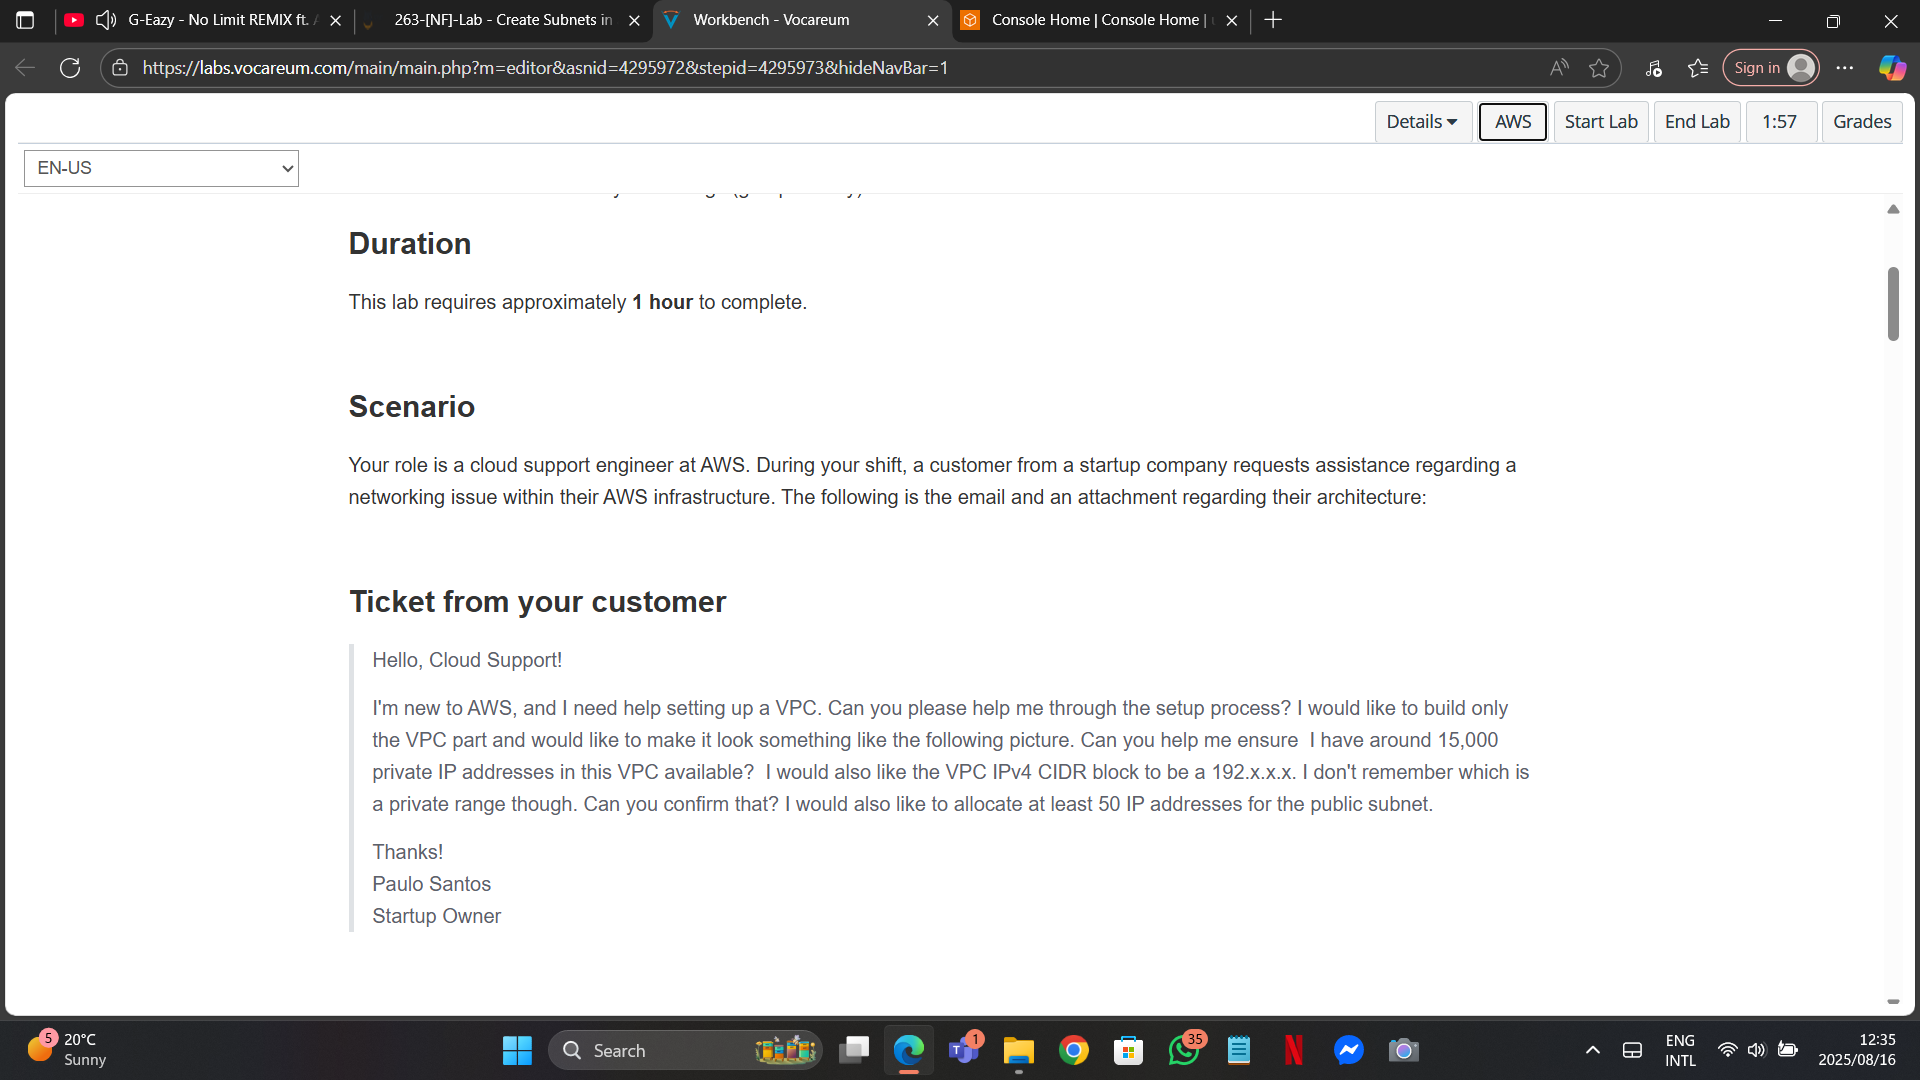 G-Eazy - No Limit REMIX ft.
263-[NF]-Lab - Create Subnets in
Workbench - Vocareum
Console Home | Console Home |
https://labs.vocareum.com/main/main.php?m=editor&asnid=4295972&stepid=4295973&hideNavBar=1
Sign in
Details
AWS
Start Lab
End Lab
1:57
Grades
EN-US
Duration
This lab requires approximately 1 hour to complete.
Scenario
Your role is a cloud support engineer at AWS. During your shift, a customer from a startup company requests assistance regarding a
networking issue within their AWS infrastructure. The following is the email and an attachment regarding their architecture:
Ticket from your customer
Hello, Cloud Support!
I'm new to AWS, and I need help setting up a VPC. Can you please help me through the setup process? I would like to build only
the VPC part and would like to make it look something like the following picture. Can you help me ensure  I have around 15,000
private IP addresses in this VPC available?  I would also like the VPC IPv4 CIDR block to be a 192.x.x.x. I don't remember which is
a private range though. Can you confirm that? I would also like to allocate at least 50 IP addresses for the public subnet.
Thanks!
Paulo Santos
Startup Owner
5
20°C
Sunny
Search
1
35
ENG
INTL
12:35
2025/08/16